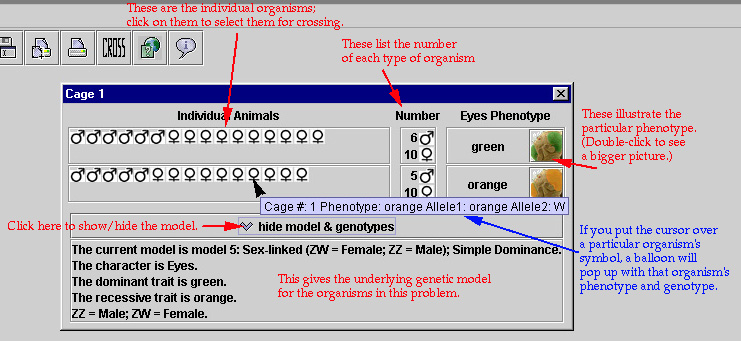 These are the individual organisms;
click on them to select them for crossing.
These list the number
of each type of organism
CROSS
Cage 1
Individual Animals
Number
Eyes Phenotype
6♂
10♀
green
5♂
10♀
orange
These illustrate the
particular phenotype.
(Double-click to see
a bigger picture.)
Cage #: 1 Phenotype: orange Allele1: orange Allele2: W
Click here to show/hide the model.
hide model & genotypes
If you put the cursor over
a particular organism's
symbol, a balloon will
pop up with that organism's
phenotype and genotype.
The current model is model 5: Sex-linked (ZW = Female; ZZ = Male); Simple Dominance.
The character is Eyes.
The dominant trait is green.
The recessive trait is orange.
ZZ = Male; ZW = Female.
This gives the underlying genetic model
for the organisms in this problem.